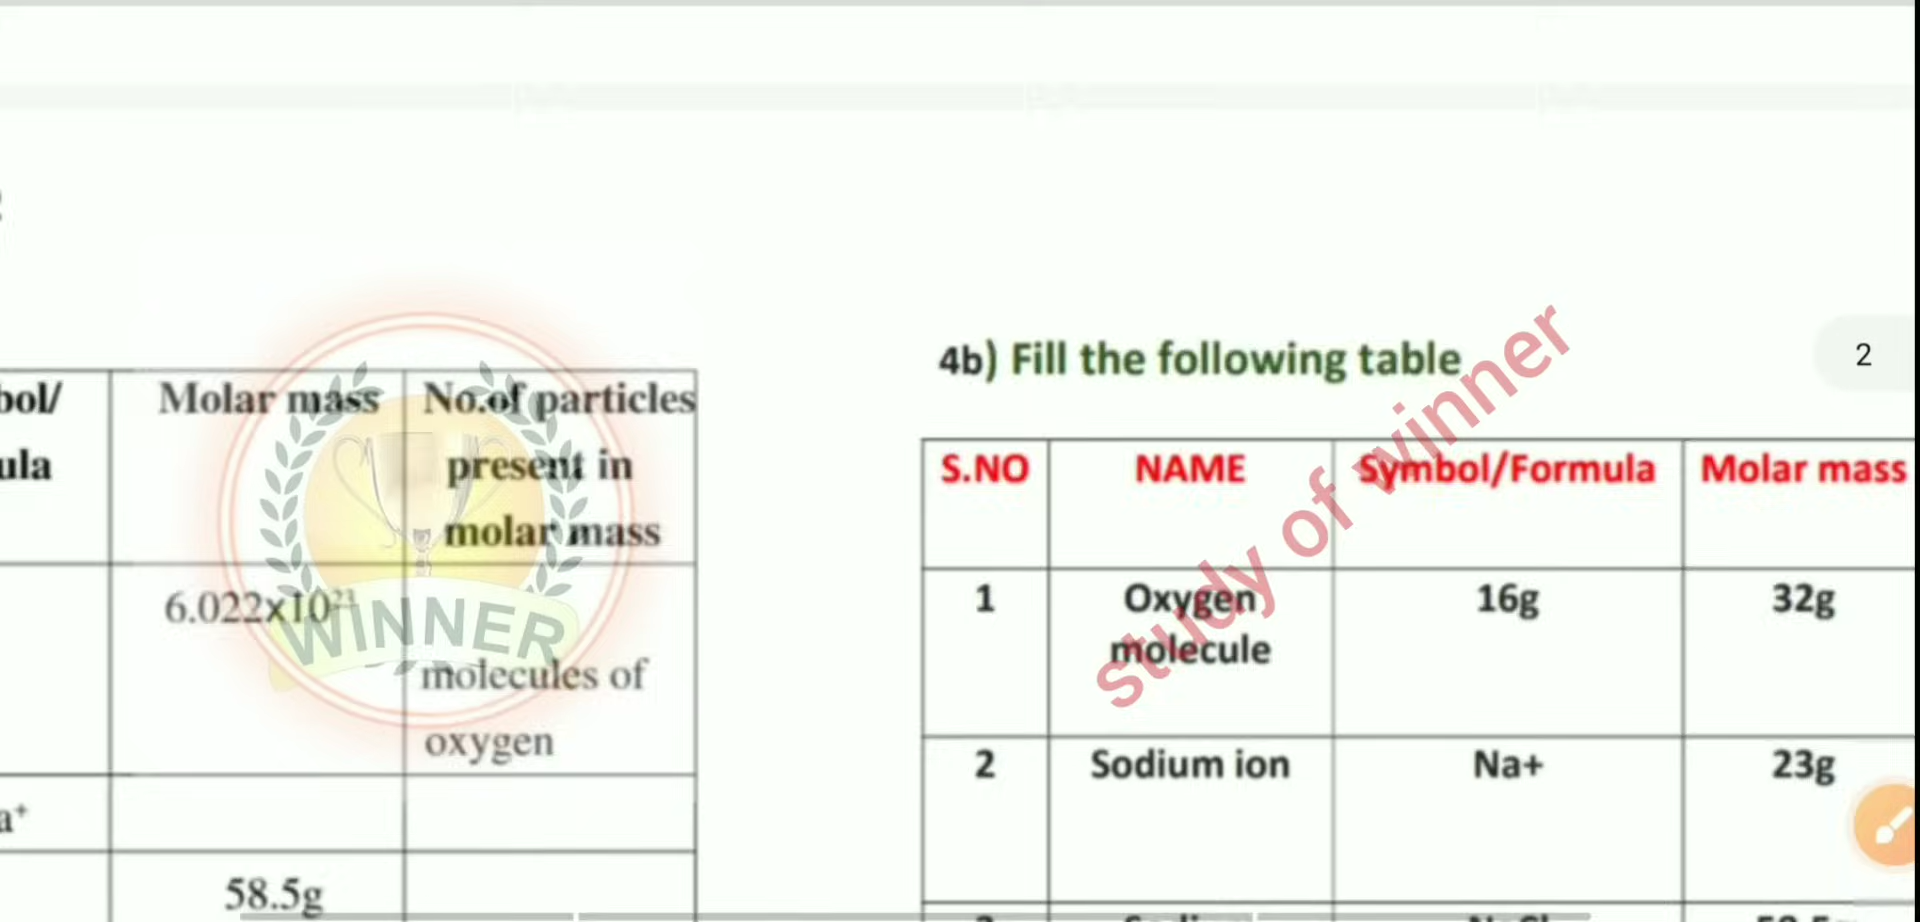 bol/ Molar mass No.of particles
ula present in
molar mass
6.022x10²³
molecules of
oxygen
a⁺
58.5g
WINNER
4b) Fill the following table
2
S.NO NAME Symbol/Formula Molar mass
1 Oxygen 16g 32g
molecule
2 Sodium ion Na+ 23g
study of winner